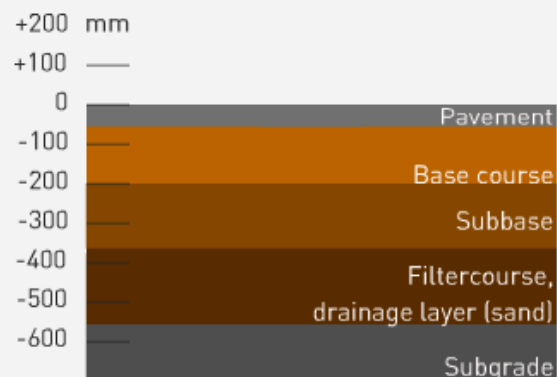 +200 mm
+100
0
Pavement
-100
Base course
-200
Subbase
-300
-400
Filtercourse,
-500
drainage layer (sand)
-600
Subgrade